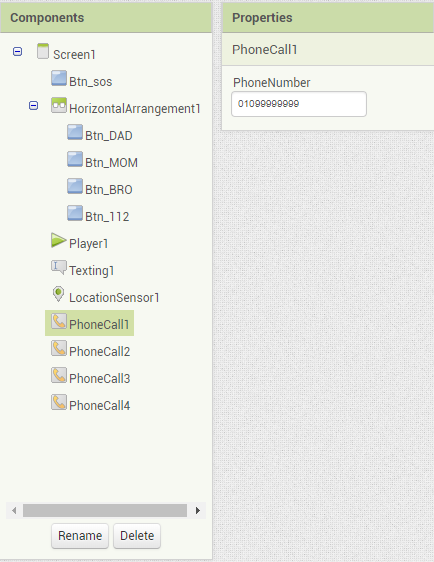 Components
Screen1
Btn_sos
HorizontalArrangement1
Btn_DAD
Btn_MOM
Btn_BRO
Btn_112
Player1
Texting1
LocationSensor1
PhoneCall1
PhoneCall2
PhoneCall3
PhoneCall4
Rename Delete
Properties
PhoneCall1
PhoneNumber
01099999999